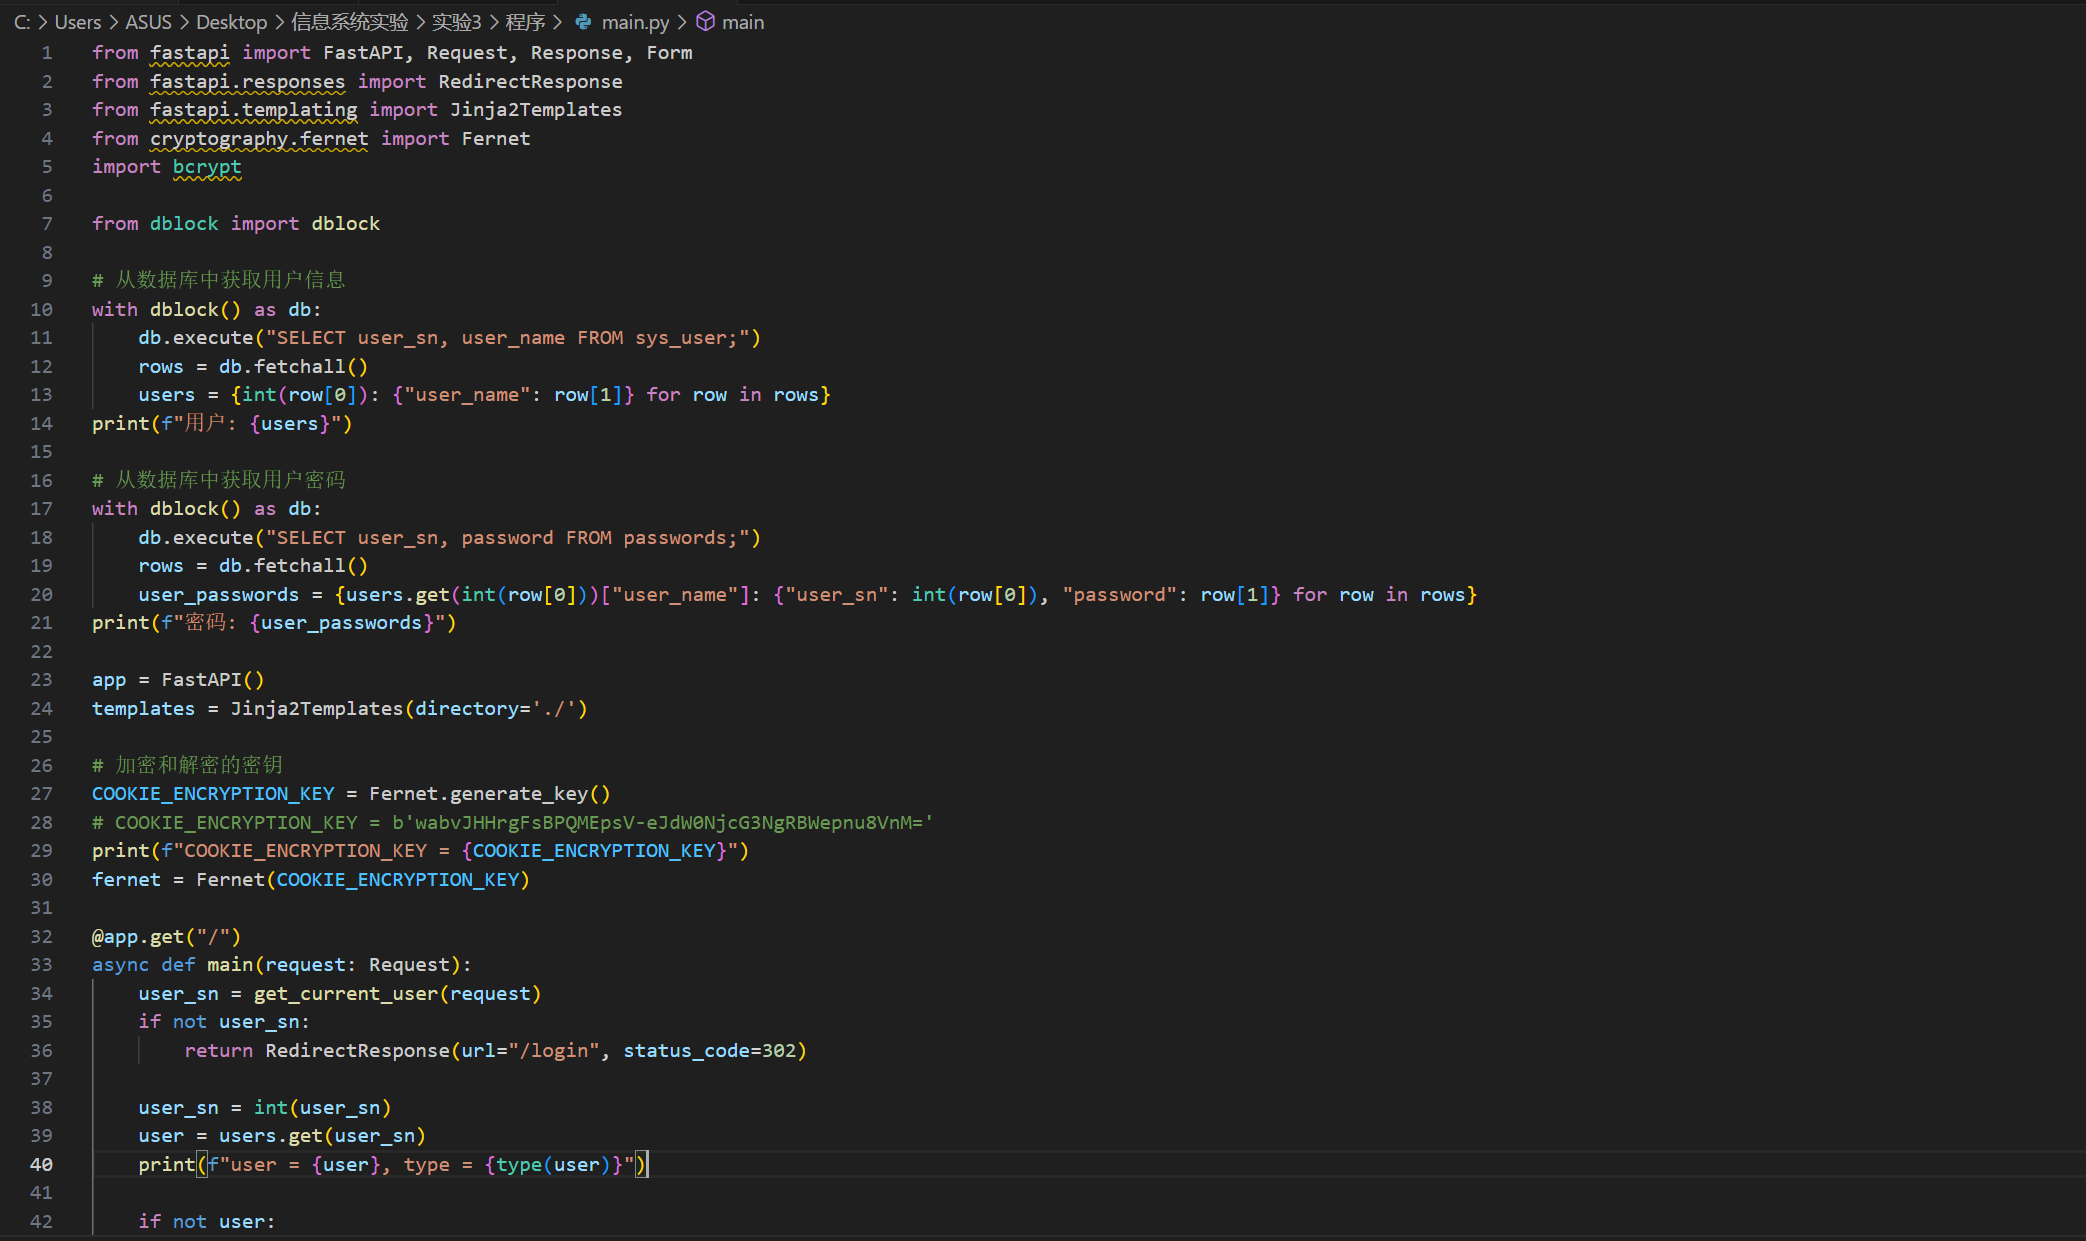 C: > Users > ASUS > Desktop > 信息系统实验 > 实验3 > 程序 > main.py > main
1 from fastapi import FastAPI, Request, Response, Form
2 from fastapi.responses import RedirectResponse
3 from fastapi.templating import Jinja2Templates
4 from cryptography.fernet import Fernet
5 import bcrypt
6
7 from dblock import dblock
8
9 # 从数据库中获取用户信息
10 with dblock() as db:
11     db.execute("SELECT user_sn, user_name FROM sys_user;")
12     rows = db.fetchall()
13     users = {int(row[0]): {"user_name": row[1]} for row in rows}
14 print(f"用户: {users}")
15
16 # 从数据库中获取用户密码
17 with dblock() as db:
18     db.execute("SELECT user_sn, password FROM passwords;")
19     rows = db.fetchall()
20     user_passwords = {users.get(int(row[0]))["user_name"]: {"user_sn": int(row[0]), "password": row[1]} for row in rows}
21 print(f"密码: {user_passwords}")
22
23 app = FastAPI()
24 templates = Jinja2Templates(directory='./')
25
26 # 加密和解密的密钥
27 COOKIE_ENCRYPTION_KEY = Fernet.generate_key()
28 # COOKIE_ENCRYPTION_KEY = b'wabvJHHrgFsBPQMEpsV-eJdW0NjcG3NgRBWepnu8VnM='
29 print(f"COOKIE_ENCRYPTION_KEY = {COOKIE_ENCRYPTION_KEY}")
30 fernet = Fernet(COOKIE_ENCRYPTION_KEY)
31
32 @app.get("/")
33 async def main(request: Request):
34     user_sn = get_current_user(request)
35     if not user_sn:
36         return RedirectResponse(url="/login", status_code=302)
37
38     user_sn = int(user_sn)
39     user = users.get(user_sn)
40     print(f"user = {user}, type = {type(user)}")
41
42     if not user: